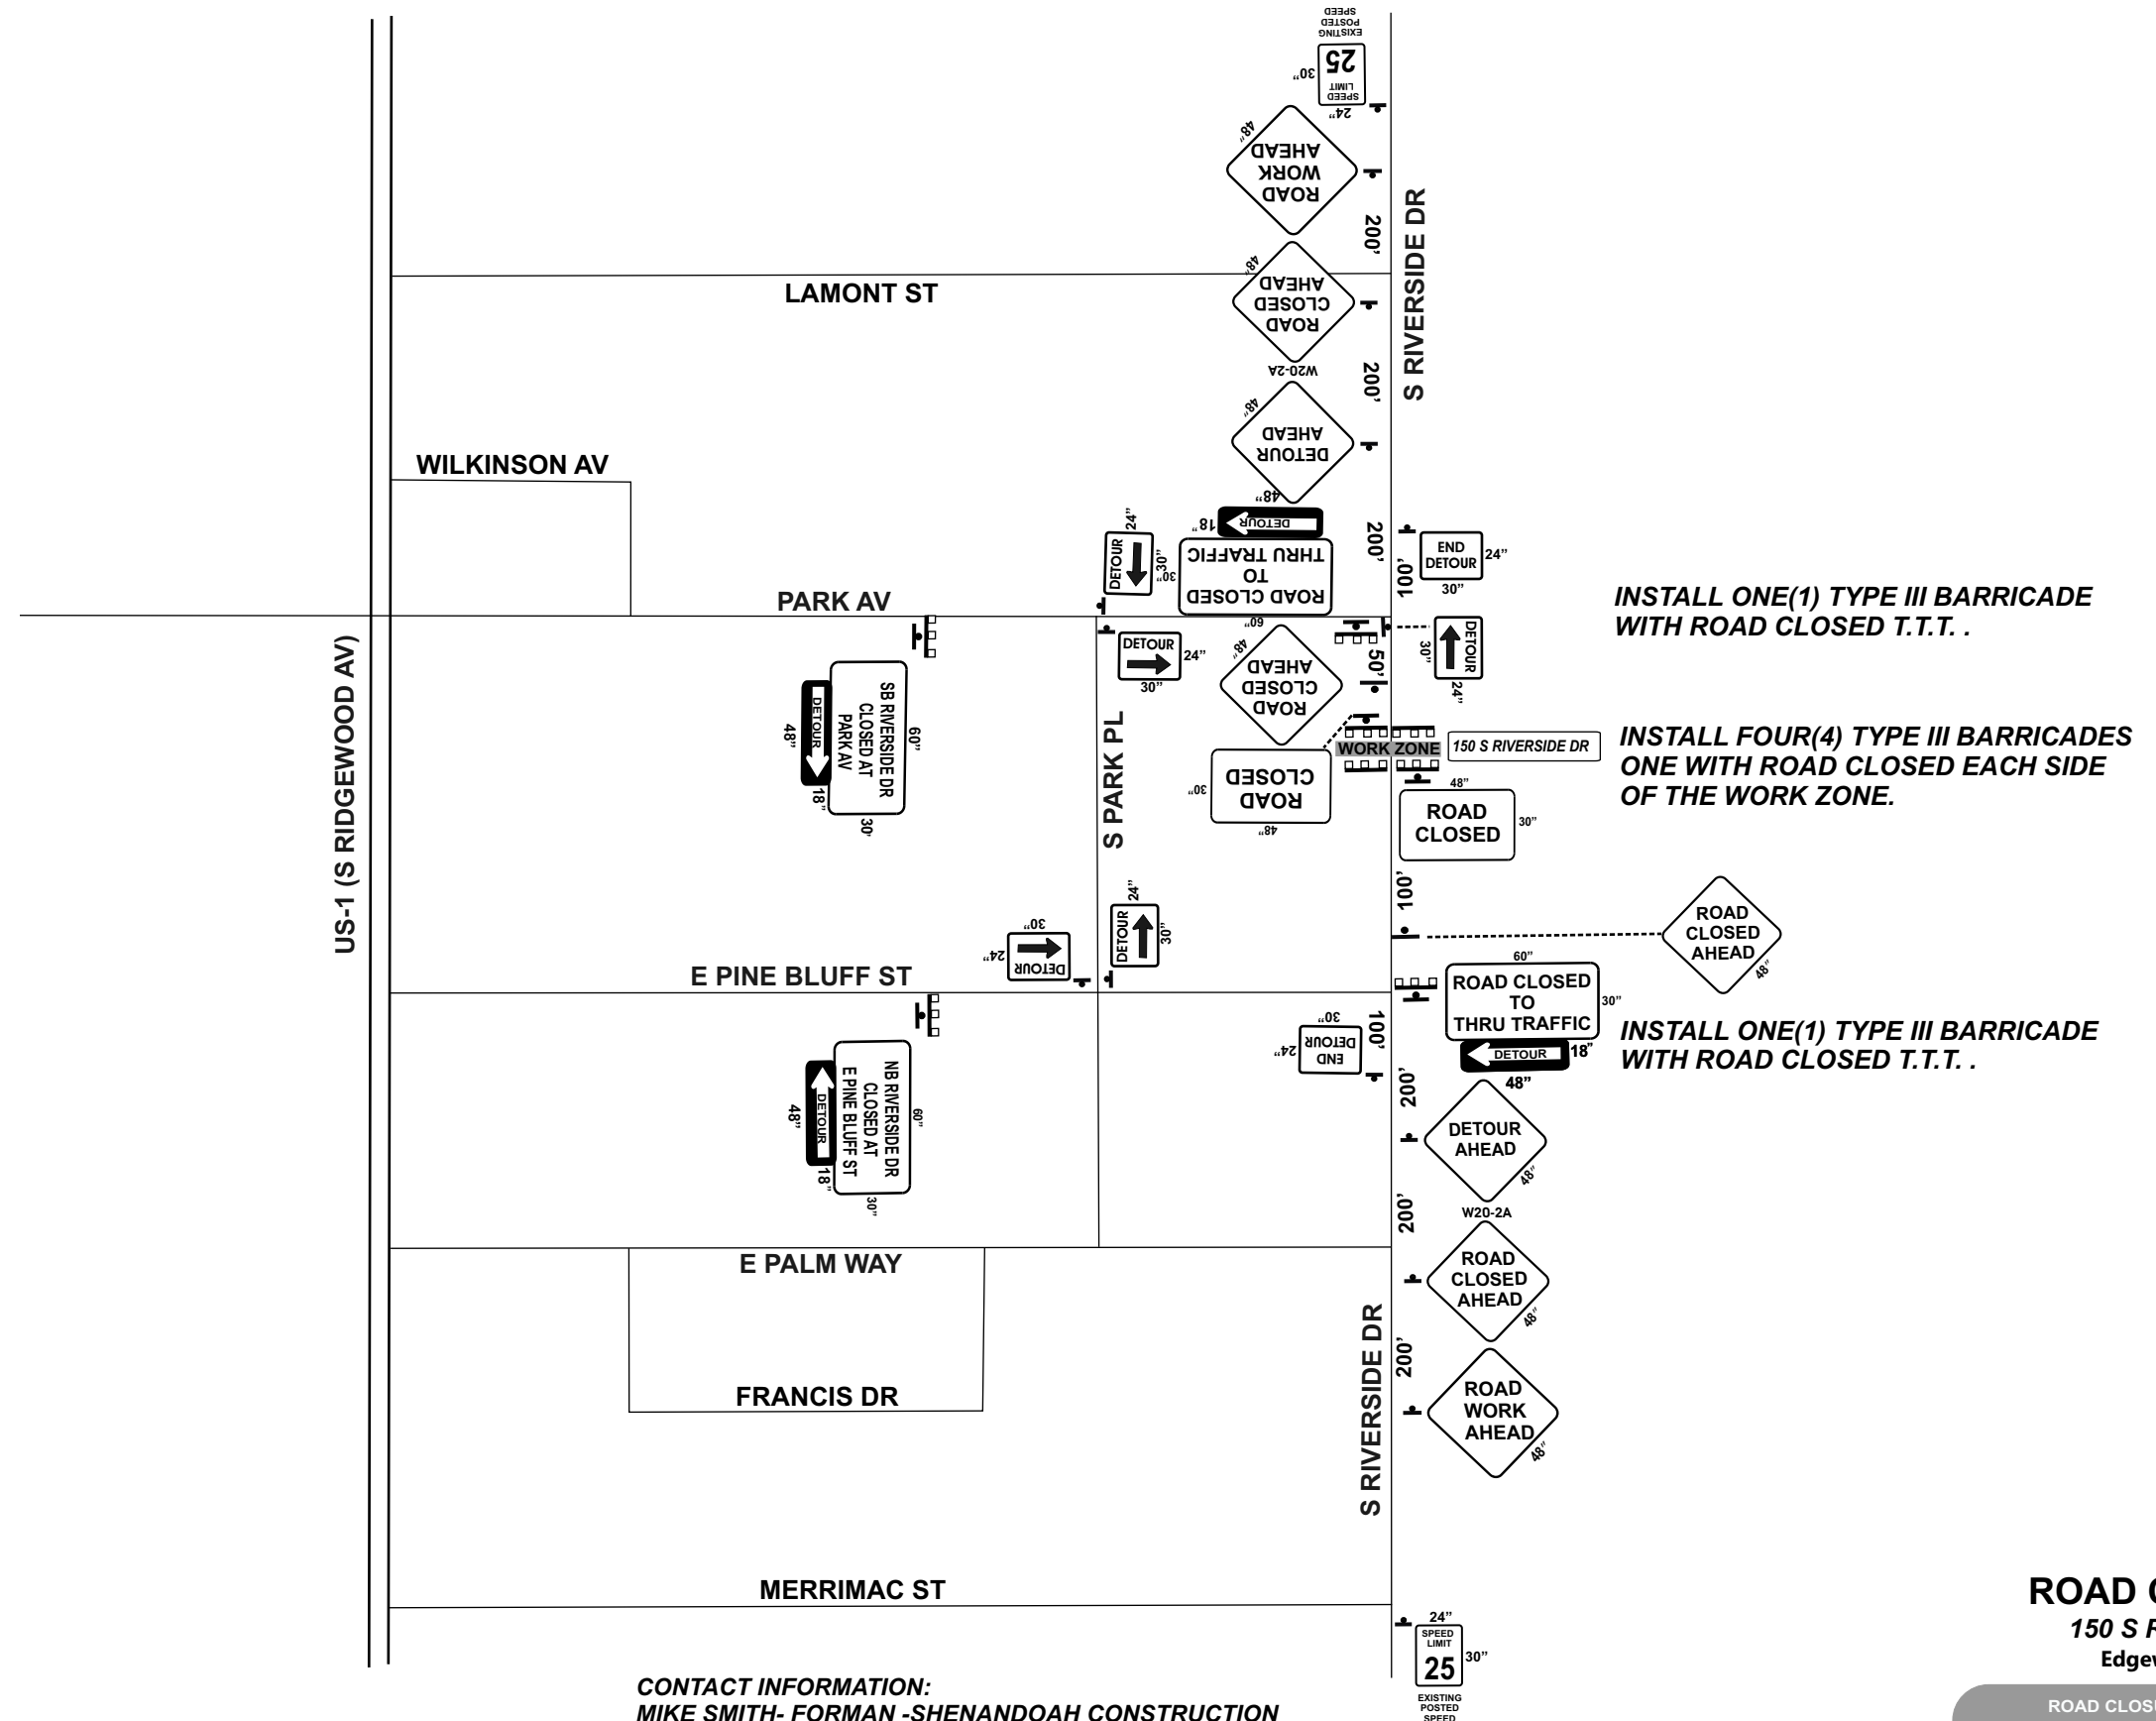 EXISTING
POSTED
SPEED
SPEED
LIMIT
25
24”
30”
ROAD
WORK
AHEAD
48”
200’
S RIVERSIDE DR
LAMONT ST
ROAD
CLOSED
AHEAD
48”
W20-2A
200’
DETOUR
AHEAD
48”
WILKINSON AV
DETOUR
48”
18”
ROAD CLOSED
TO
THRU TRAFFIC
30”
60”
200’
100’
END
DETOUR
24”
30”
DETOUR
24”
30”
PARK AV
INSTALL ONE(1) TYPE III BARRICADE
WITH ROAD CLOSED T.T.T. .
DETOUR
24”
30”
ROAD
CLOSED
AHEAD
48”
50’
DETOUR
30”
24”
US-1 (S RIDGEWOOD AV)
SB RIVERSIDE DR
CLOSED AT
PARK AV
DETOUR
60”
48”
18”
30’
S PARK PL
ROAD
CLOSED
30”
48”
WORK ZONE
150 S RIVERSIDE DR
INSTALL FOUR(4) TYPE III BARRICADES
ONE WITH ROAD CLOSED EACH SIDE
OF THE WORK ZONE.
48”
ROAD
CLOSED
30”
100’
ROAD
CLOSED
AHEAD
48”
DETOUR
24”
30”
DETOUR
30”
24”
E PINE BLUFF ST
60”
ROAD CLOSED
TO
THRU TRAFFIC
30”
DETOUR
18”
48”
INSTALL ONE(1) TYPE III BARRICADE
WITH ROAD CLOSED T.T.T. .
END
DETOUR
30”
24”
100’
200’
NB RIVERSIDE DR
CLOSED AT
E PINE BLUFF ST
DETOUR
60”
48”
18”
30”
DETOUR
AHEAD
48”
W20-2A
200’
E PALM WAY
ROAD
CLOSED
AHEAD
48”
200’
FRANCIS DR
S RIVERSIDE DR
ROAD
WORK
AHEAD
48”
MERRIMAC ST
24”
SPEED
LIMIT
25
30”
EXISTING
POSTED
SPEED
CONTACT INFORMATION:
MIKE SMITH- FORMAN -SHENANDOAH CONSTRUCTION
ROAD
150 S
ROAD